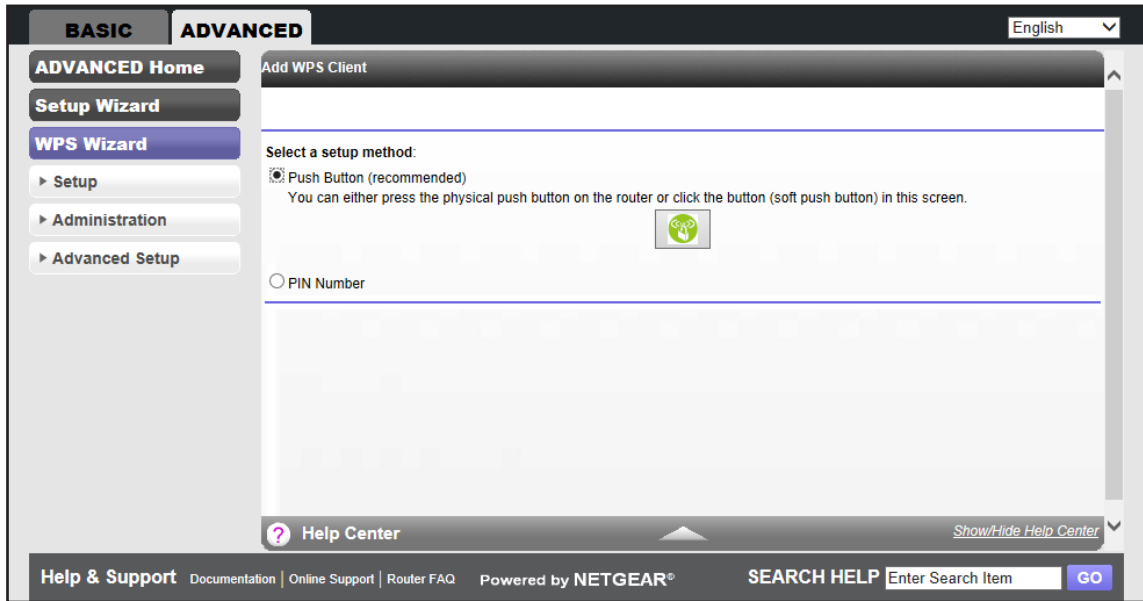 BASIC
ADVANCED
English
ADVANCED Home
Setup Wizard
WPS Wizard
Setup
Administration
Advanced Setup
Add WPS Client
Select a setup method:
Push Button (recommended)
You can either press the physical push button on the router or click the button (soft push button) in this screen.
PIN Number
? Help Center
Show/Hide Help Center
Help & Support Documentation | Online Support | Router FAQ Powered by NETGEAR® SEARCH HELP Enter Search Item GO